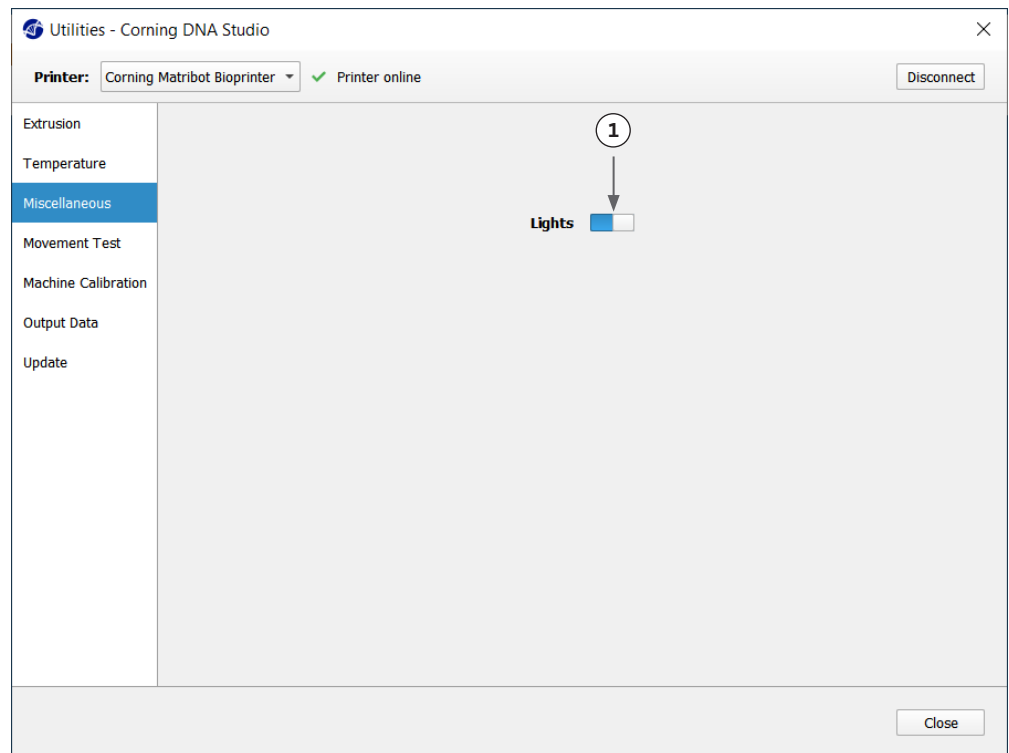 Utilities - Corning DNA Studio
Printer: Corning Matribot Bioprinter Printer online Disconnect
Extrusion
1
Temperature
Miscellaneous
Lights
Movement Test
Machine Calibration
Output Data
Update
Close